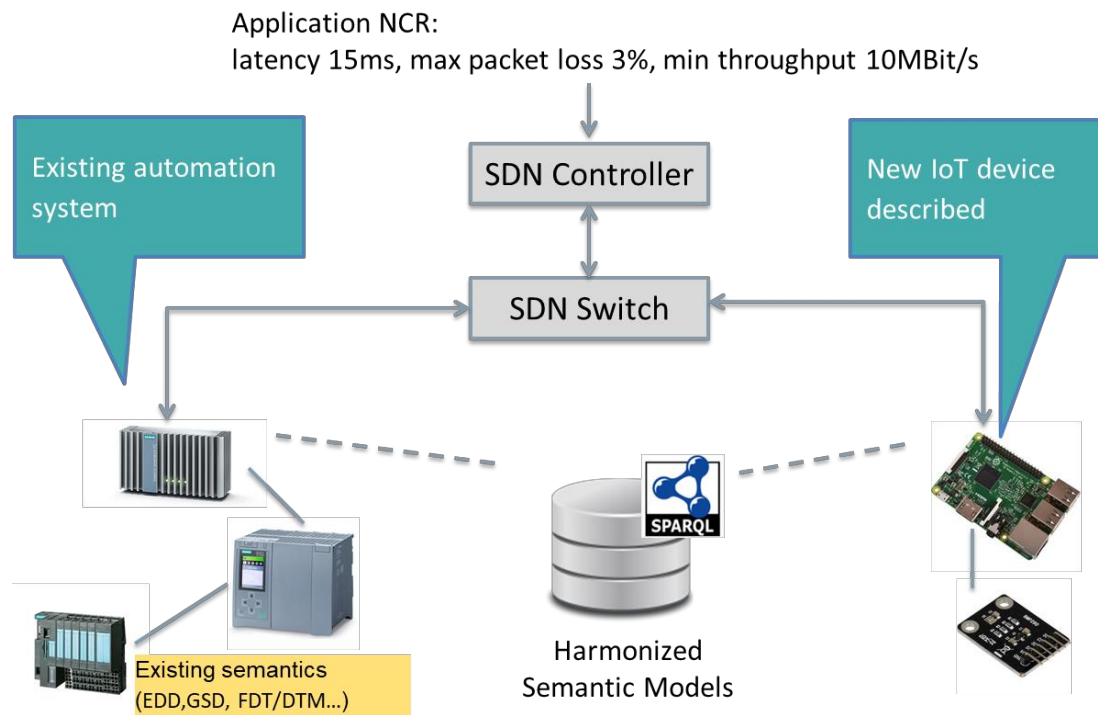 Application NCR:
latency 15ms, max packet loss 3%, min throughput 10MBit/s
Existing automation
system
SDN Controller
New IoT device
described
SDN Switch
SPARQL
Harmonized
Semantic Models
Existing semantics
(EDD,GSD, FDT/DTM...)